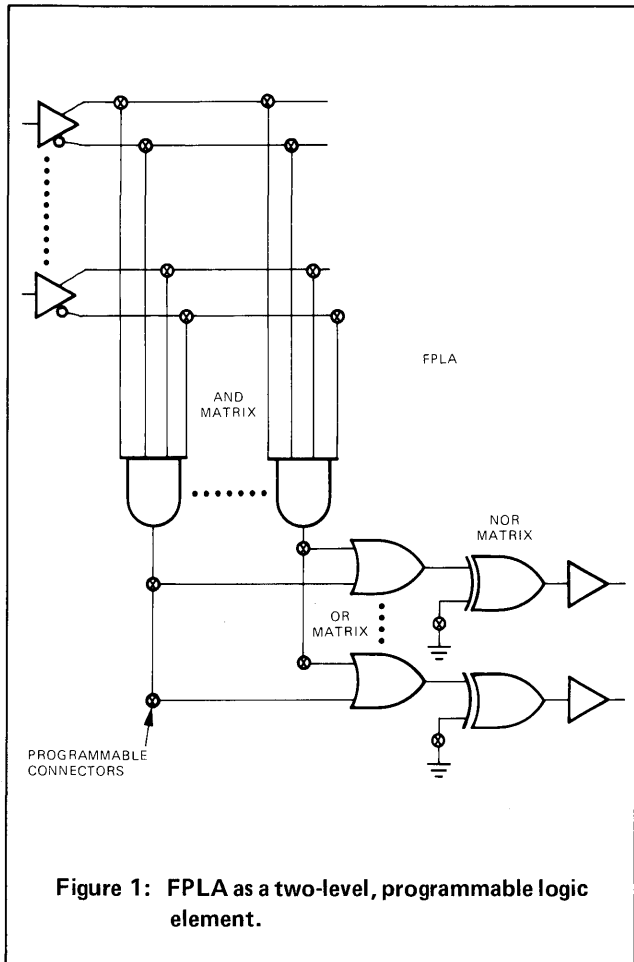 FPLA
AND
MATRIX
NOR
MATRIX
OR
MATRIX
PROGRAMMABLE
CONNECTORS
Figure 1: FPLA as a two-level, programmable logic
element.